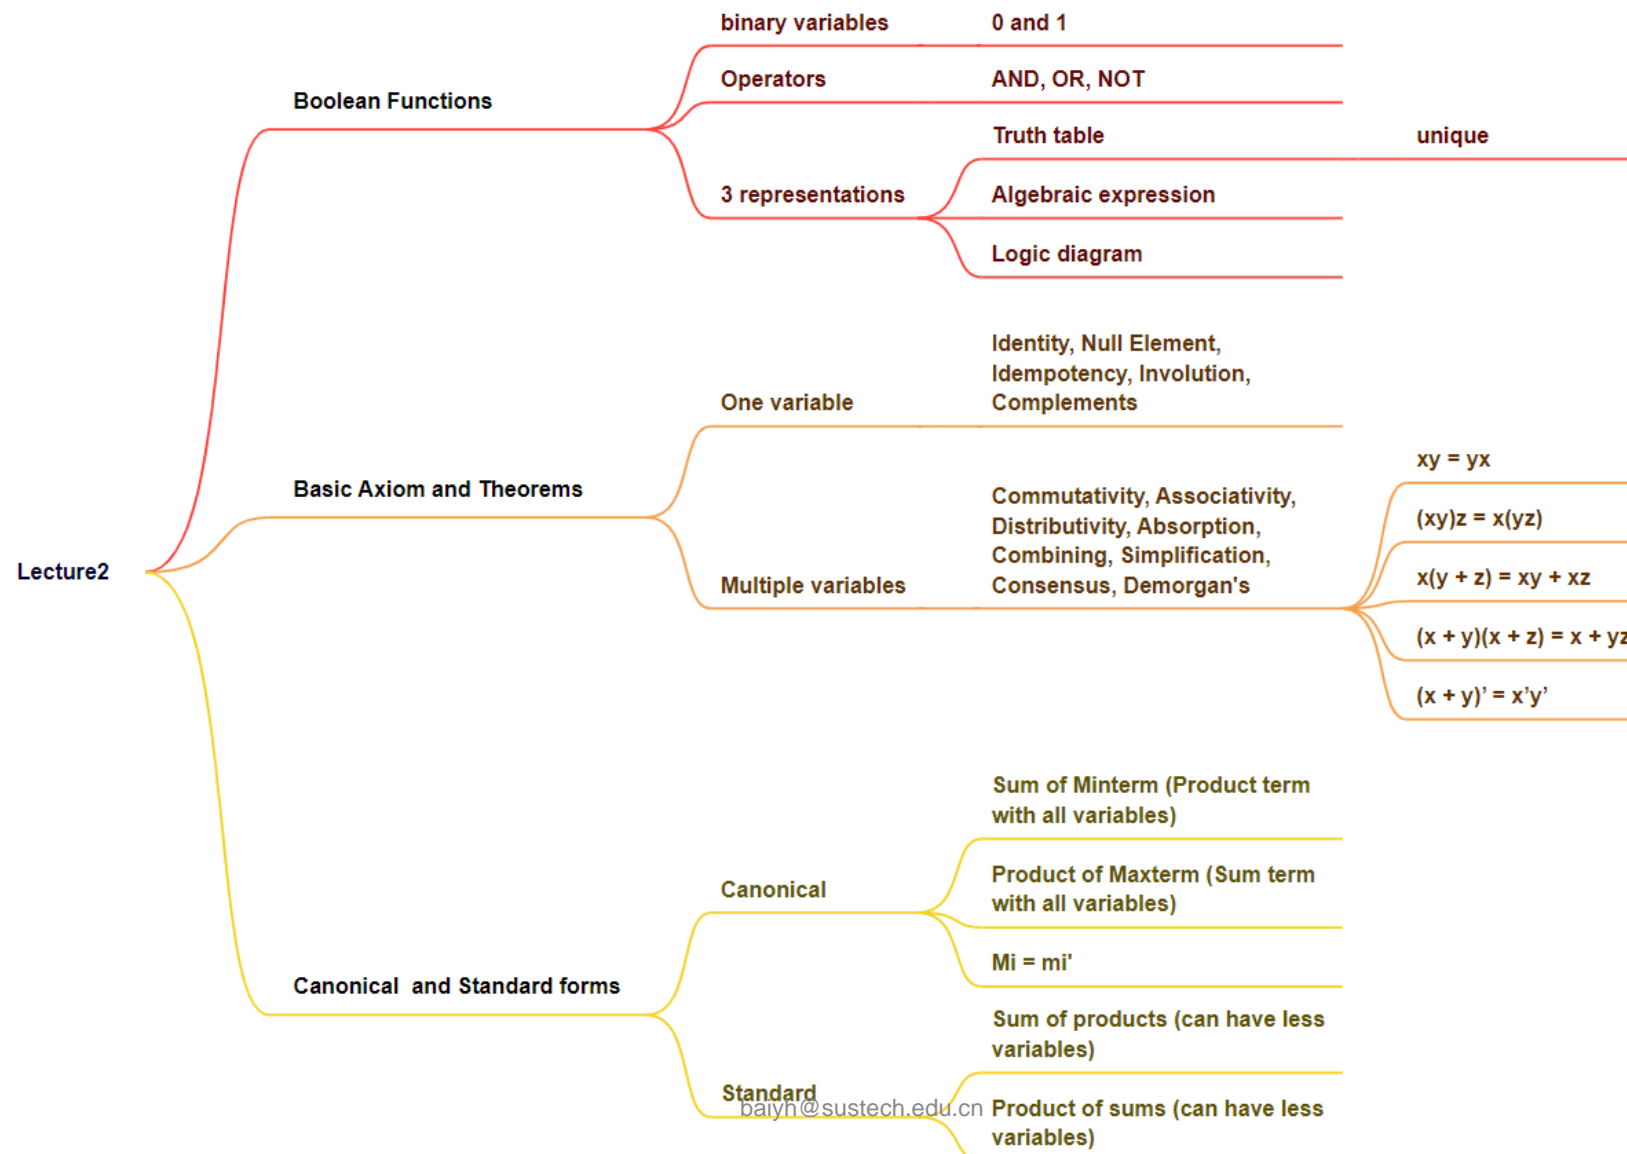 Lecture2
Boolean Functions
binary variables
0 and 1
Operators
AND, OR, NOT
3 representations
Truth table
unique
Algebraic expression
Logic diagram
Basic Axiom and Theorems
One variable
Identity, Null Element,
Idempotency, Involution,
Complements
Multiple variables
Commutativity, Associativity,
Distributivity, Absorption,
Combining, Simplification,
Consensus, Demorgan's
xy = yx
(xy)z = x(yz)
x(y + z) = xy + xz
(x + y)(x + z) = x + yz
(x + y)’ = x’y’
Canonical  and Standard forms
Canonical
Sum of Minterm (Product term
with all variables)
Product of Maxterm (Sum term
with all variables)
Mi = mi'
Standard
Sum of products (can have less
variables)
Product of sums (can have less
variables)
baiyh@sustech.edu.cn